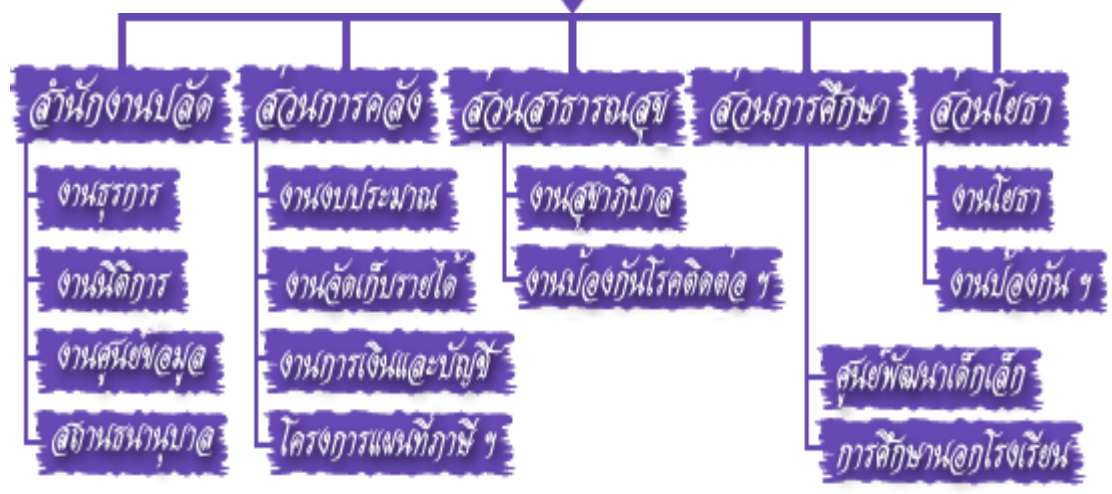 สำนักงานปลัด
ส่วนการคลัง
ส่วนสาธารณสุข
ส่วนการศึกษา
ส่วนโยธา
งานธุรการ
งานงบประมาณ
งานสุขาภิบาล
งานโยธา
งานนิติการ
งานจัดเก็บรายได้
งานป้องกันโรคติดต่อ ฯ
งานป้องกัน ฯ
งานศูนย์ข้อมูล
งานการเงินและบัญชี
ศูนย์พัฒนาเด็กเล็ก
สถานธนานุบาล
โครงการแผนที่ภาษี ฯ
การศึกษานอกโรงเรียน